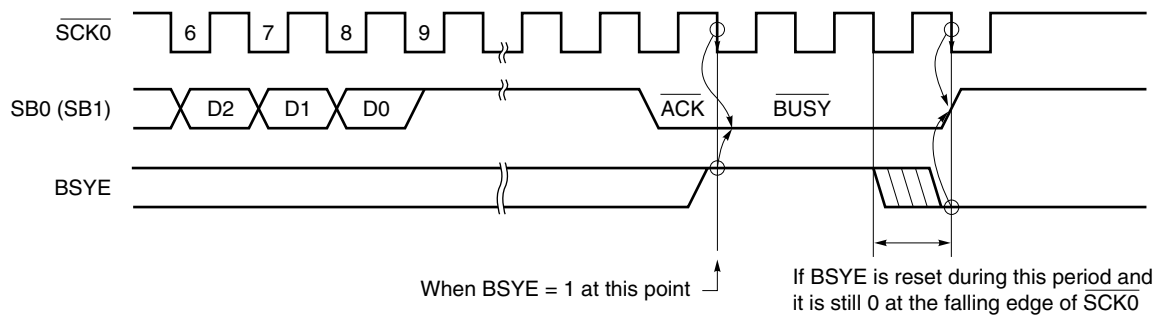 SCK0
6 7 8 9
SB0 (SB1)
D2 D1 D0
ACK
BUSY
BSYE
When BSYE = 1 at this point
If BSYE is reset during this period and
it is still 0 at the falling edge of SCK0